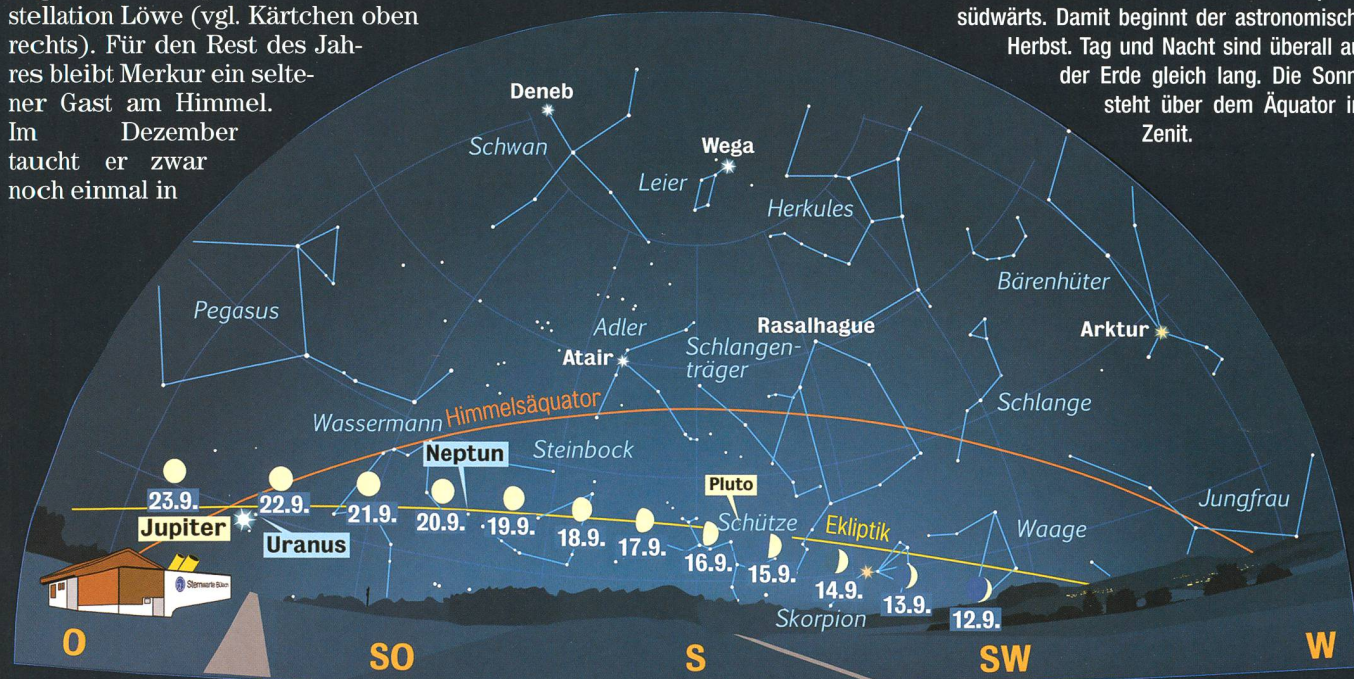 stellation Löwe (vgl. Kärtchen oben
rechts). Für den Rest des Jah-
res bleibt Merkur ein selte-
ner Gast am Himmel.
Im Dezember
taucht er zwar
noch einmal in
südwärts. Damit beginnt der astronomisch
Herbst. Tag und Nacht sind überall au
der Erde gleich lang. Die Sonn
steht über dem Äquator i
Zenit.
Deneb
Schwan
Wega
Leier
Herkules
Bärenhüter
Pegasus
Adler
Atair
Rasalhague
Schlangen-
träger
Arktur
Schlange
Wassermann
Himmelsäquator
Neptun
Steinbock
Pluto
Schütze
Ekliptik
Waage
Jungfrau
23.9.
22.9.
21.9.
20.9.
19.9.
18.9.
17.9.
16.9.
15.9.
14.9.
13.9.
12.9.
Jupiter
Uranus
Sternwarte Bülach
Skorpion
O
SO
S
SW
W